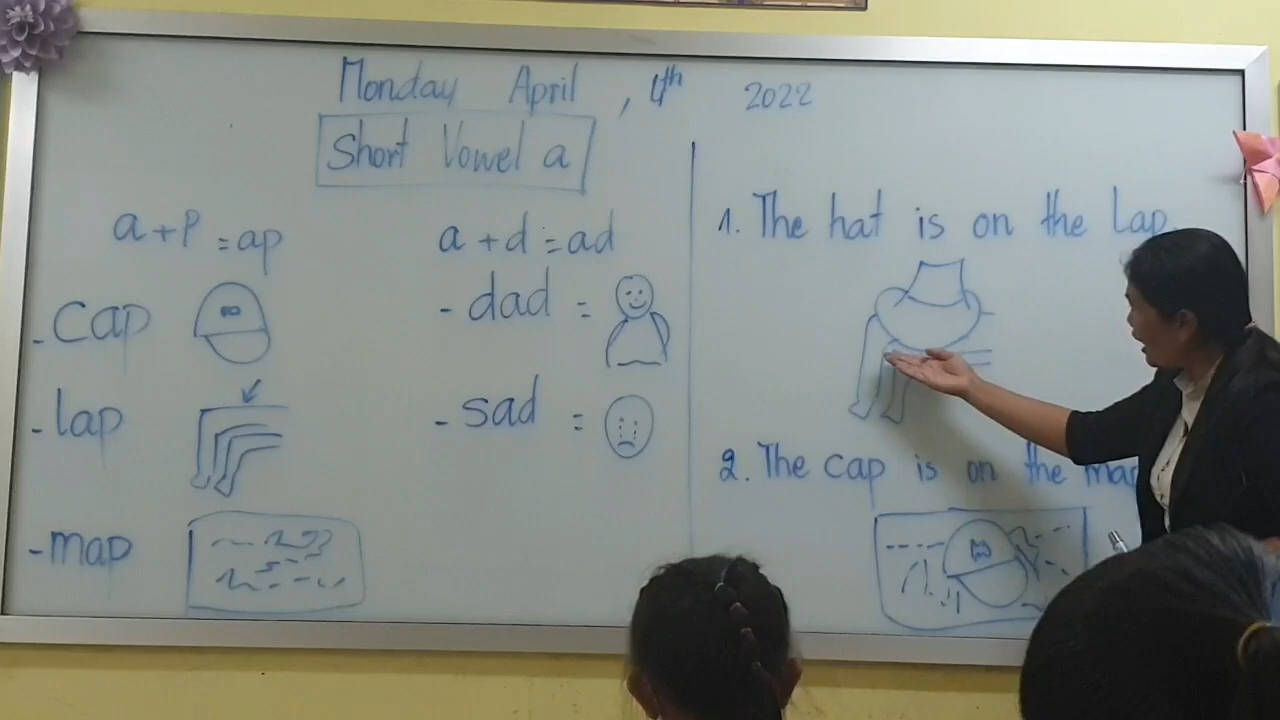 Monday April, 4th 2022
Short Vowel a
a+p=ap
- cap
- lap
- map
a+d=ad
- dad =
- sad =
1. The hat is on the Lap.
2. The cap is on the map